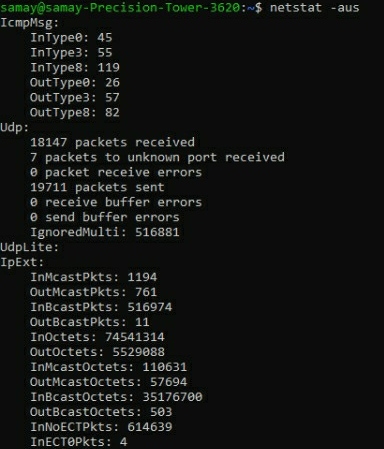 samay@samay-Precision-Tower-3620:~$ netstat -aus
IcmpMsg:
    InType0: 45
    InType3: 55
    InType8: 119
    OutType0: 26
    OutType3: 57
    OutType8: 82
Udp:
    18147 packets received
    7 packets to unknown port received
    0 packet receive errors
    19711 packets sent
    0 receive buffer errors
    0 send buffer errors
    IgnoredMulti: 516881
UdpLite:
IpExt:
    InMcastPkts: 1194
    OutMcastPkts: 761
    InBcastPkts: 516974
    OutBcastPkts: 11
    InOctets: 74541314
    OutOctets: 5529088
    InMcastOctets: 110631
    OutMcastOctets: 57694
    InBcastOctets: 35176700
    OutBcastOctets: 503
    InNoECTPkts: 614639
    InECT0Pkts: 4